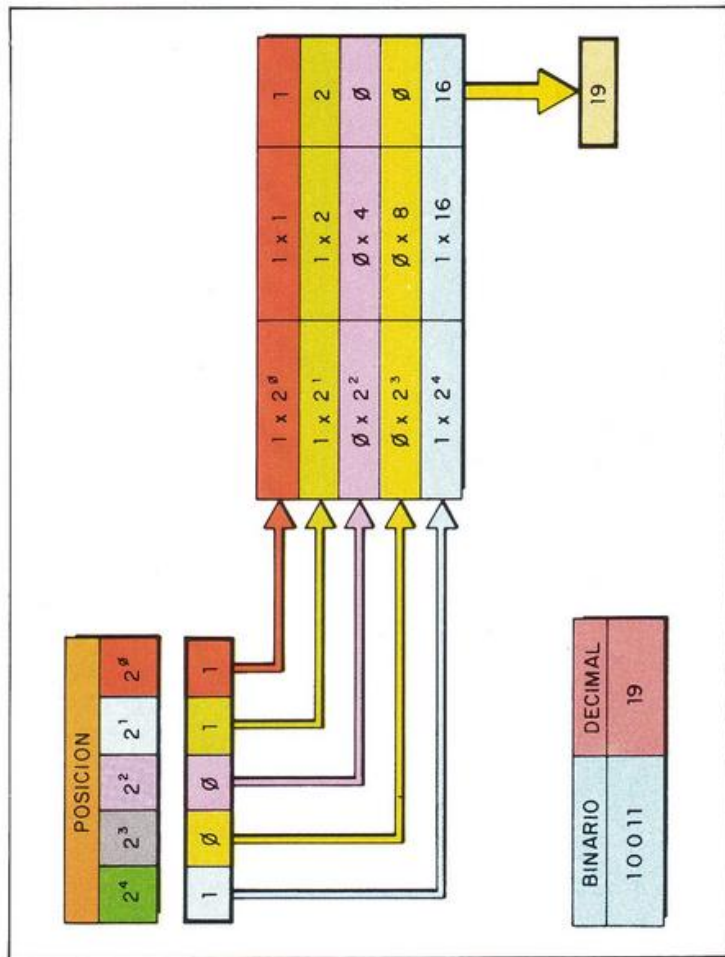 POSICION
2⁴ 2³ 2² 2¹ 2^Ø
1 Ø Ø 1 1
1 x 2^Ø 1 x 1 1
1 x 2¹ 1 x 2 2
Ø x 2² Ø x 4 Ø
Ø x 2³ Ø x 8 Ø
1 x 2⁴ 1 x 16 16
19
BINARIO DECIMAL
10011 19